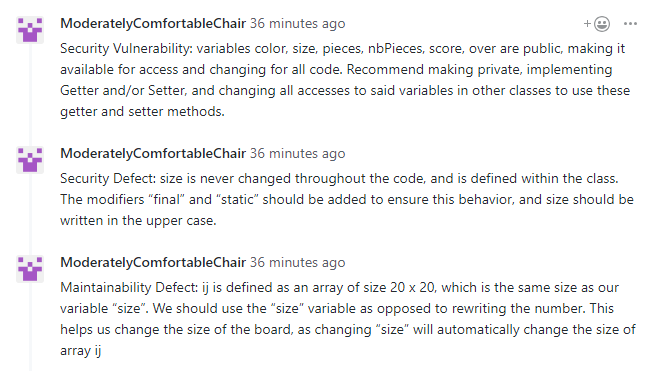 ModeratelyComfortableChair 36 minutes ago
Security Vulnerability: variables color, size, pieces, nbPieces, score, over are public, making it
available for access and changing for all code. Recommend making private, implementing
Getter and/or Setter, and changing all accesses to said variables in other classes to use these
getter and setter methods.
ModeratelyComfortableChair 36 minutes ago
Security Defect: size is never changed throughout the code, and is defined within the class.
The modifiers “final” and “static” should be added to ensure this behavior, and size should be
written in the upper case.
ModeratelyComfortableChair 36 minutes ago
Maintainability Defect: ij is defined as an array of size 20 x 20, which is the same size as our
variable “size”. We should use the “size” variable as opposed to rewriting the number. This
helps us change the size of the board, as changing “size” will automatically change the size of
array ij